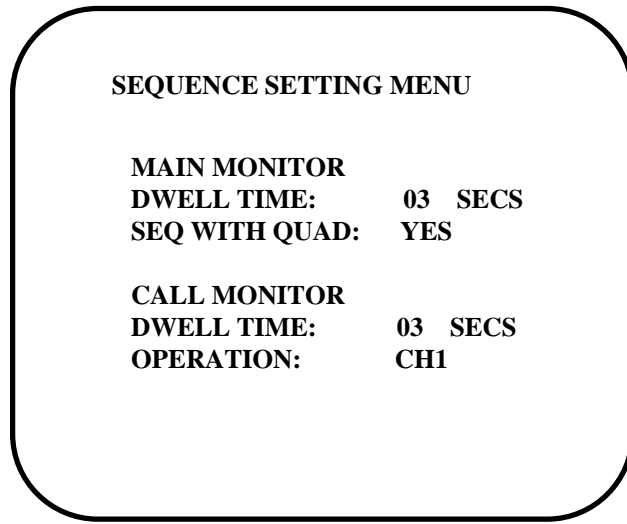 SEQUENCE SETTING MENU
MAIN MONITOR
DWELL TIME: 03 SECS
SEQ WITH QUAD: YES
CALL MONITOR
DWELL TIME: 03 SECS
OPERATION: CH1